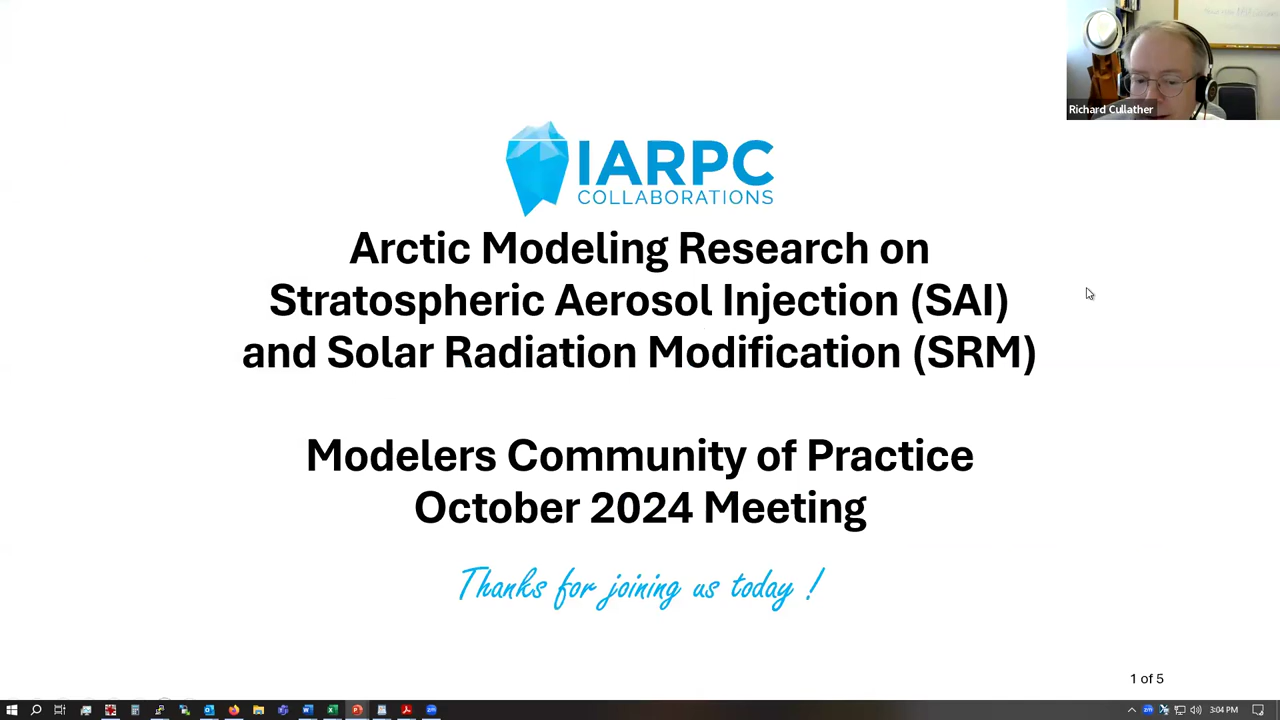 Richard Cullather
IARPC
COLLABORATIONS
Arctic Modeling Research on
Stratospheric Aerosol Injection (SAI)
and Solar Radiation Modification (SRM)
Modelers Community of Practice
October 2024 Meeting
Thanks for joining us today !
1 of 5
3:04 PM